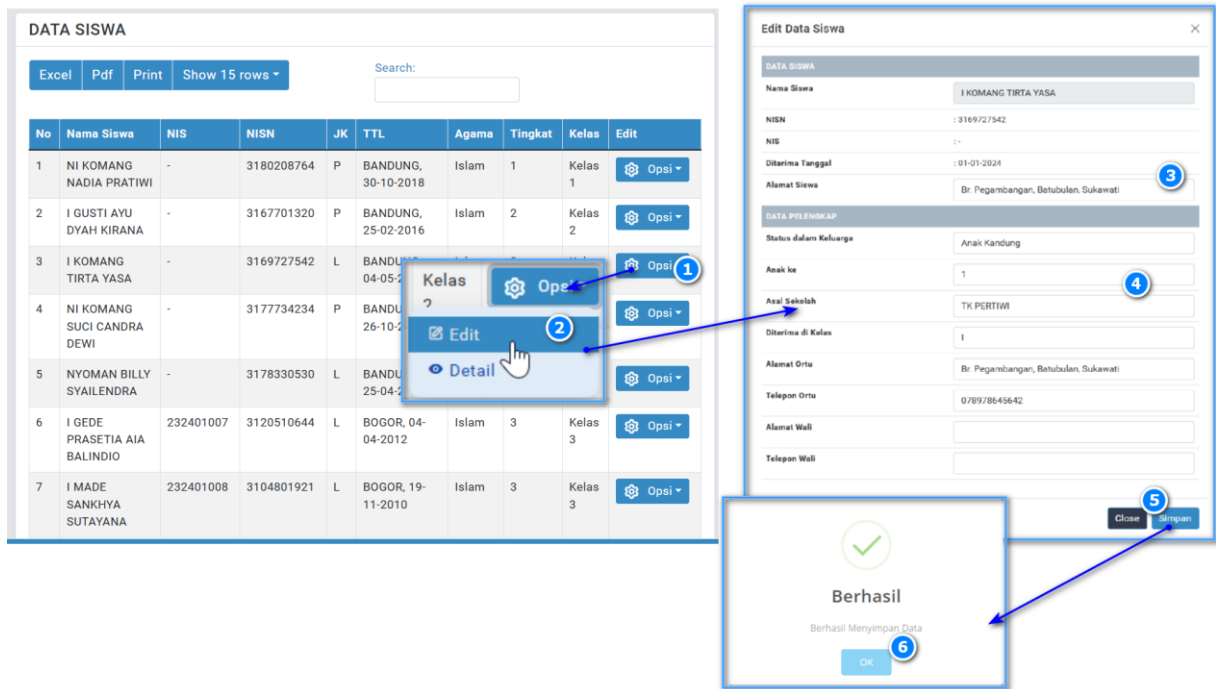 DATA SISWA
Excel Pdf Print Show 15 rows
Search:
No Nama Siswa NIS NISN JK TTL Agama Tingkat Kelas Edit
1 NI KOMANG - 3180208764 P BANDUNG, Islam 1 Kelas Opsi
NADIA PRATIWI 30-10-2018 1
2 I GUSTI AYU - 3167701320 P BANDUNG, Islam 2 Kelas Opsi
DYAH KIRANA 25-02-2016 2
3 I KOMANG - 3169727542 L Opsi
TIRTA YASA 04-05-2
4 NI KOMANG - 3177734234 P BANDU Opsi
SUCI CANDRA 26-10-2
DEWI
5 NYOMAN BILLY - 3178330530 L BANDU Opsi
SYAILENDRA 25-04-2
6 I GEDE 232401007 3120510644 L BOGOR, 04- Islam 3 Kelas Opsi
PRASETIA AIA 04-2012 3
BALINDIO
7 I MADE 232401008 3104801921 L BOGOR, 19- Islam 3 Kelas Opsi
SANKHYA 11-2010 3
SUTAYANA
1
Kelas Ops
2
Edit
2
Detail
Edit Data Siswa
DATA SISWA
Nama Siswa I KOMANG TIRTA YASA
NISN : 3169727542
NIS : -
Diterima Tanggal : 01-01-2024
3
Alamat Siswa Br. Pegambangan, Batubulan, Sukawati
DATA PELENGKAP
Status dalam Keluarga Anak Kandung
Anak ke 1
4
Asal Sekolah TK PERTIWI
Diterima di Kelas I
Alamat Ortu Br. Pegambangan, Batubulan, Sukawati
Telepon Ortu 078978645642
Alamat Wali
Telepon Wali
5
Close Simpan
Berhasil
Berhasil Menyimpan Data
6
OK